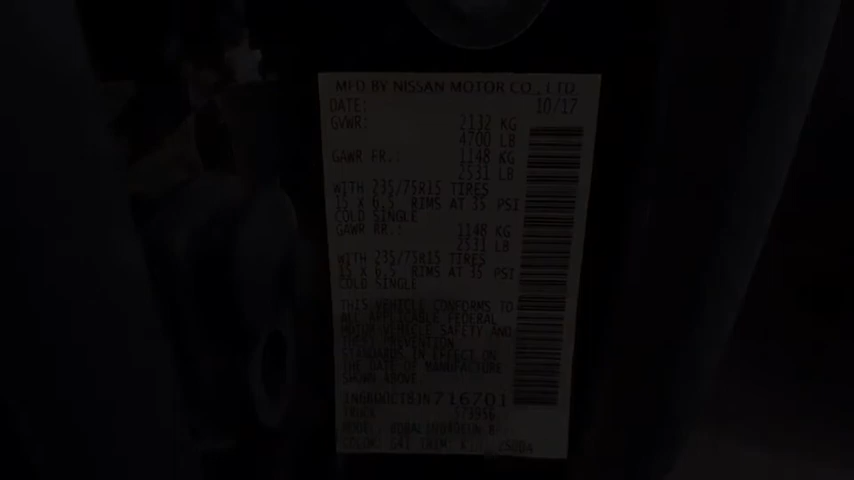 MFD BY NISSAN MOTOR CO., LTD.
DATE: 10/17
GVWR: 2132 KG
4700 LB
GAWR FR.: 1148 KG
2531 LB
WITH 235/75R15 TIRES
15 X 6.5 RIMS AT 35 PSI
COLD SINGLE
GAWR RR.: 1148 KG
2531 LB
WITH 235/75R15 TIRES
15 X 6.5 RIMS AT 35 PSI
COLD SINGLE
THIS VEHICLE CONFORMS TO
ALL APPLICABLE FEDERAL
MOTOR VEHICLE SAFETY AND
THEFT PREVENTION
STANDARDS IN EFFECT ON
THE DATE OF MANUFACTURE
SHOWN ABOVE
TRUCK
MODEL:
COLOR: TRIM: